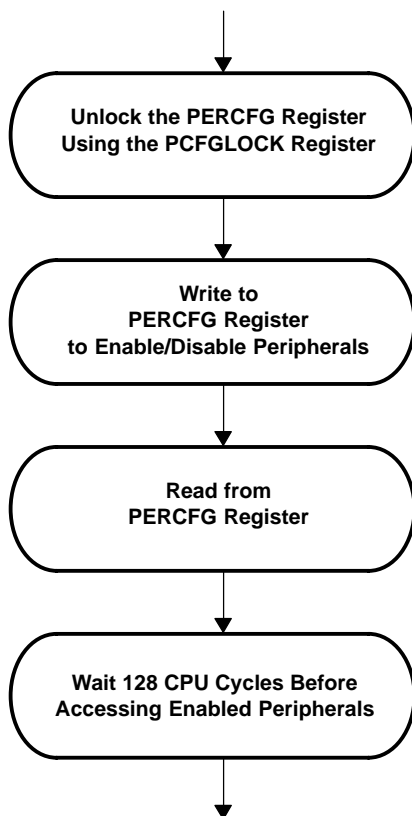 Unlock the PERCFG Register
Using the PCFGLOCK Register
Write to
PERCFG Register
to Enable/Disable Peripherals
Read from
PERCFG Register
Wait 128 CPU Cycles Before
Accessing Enabled Peripherals